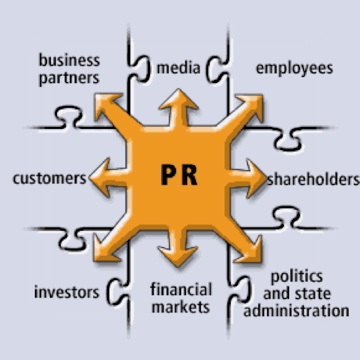 business
partners
media
employees
customers
PR
shareholders
investors
financial
markets
politics
and state
administration